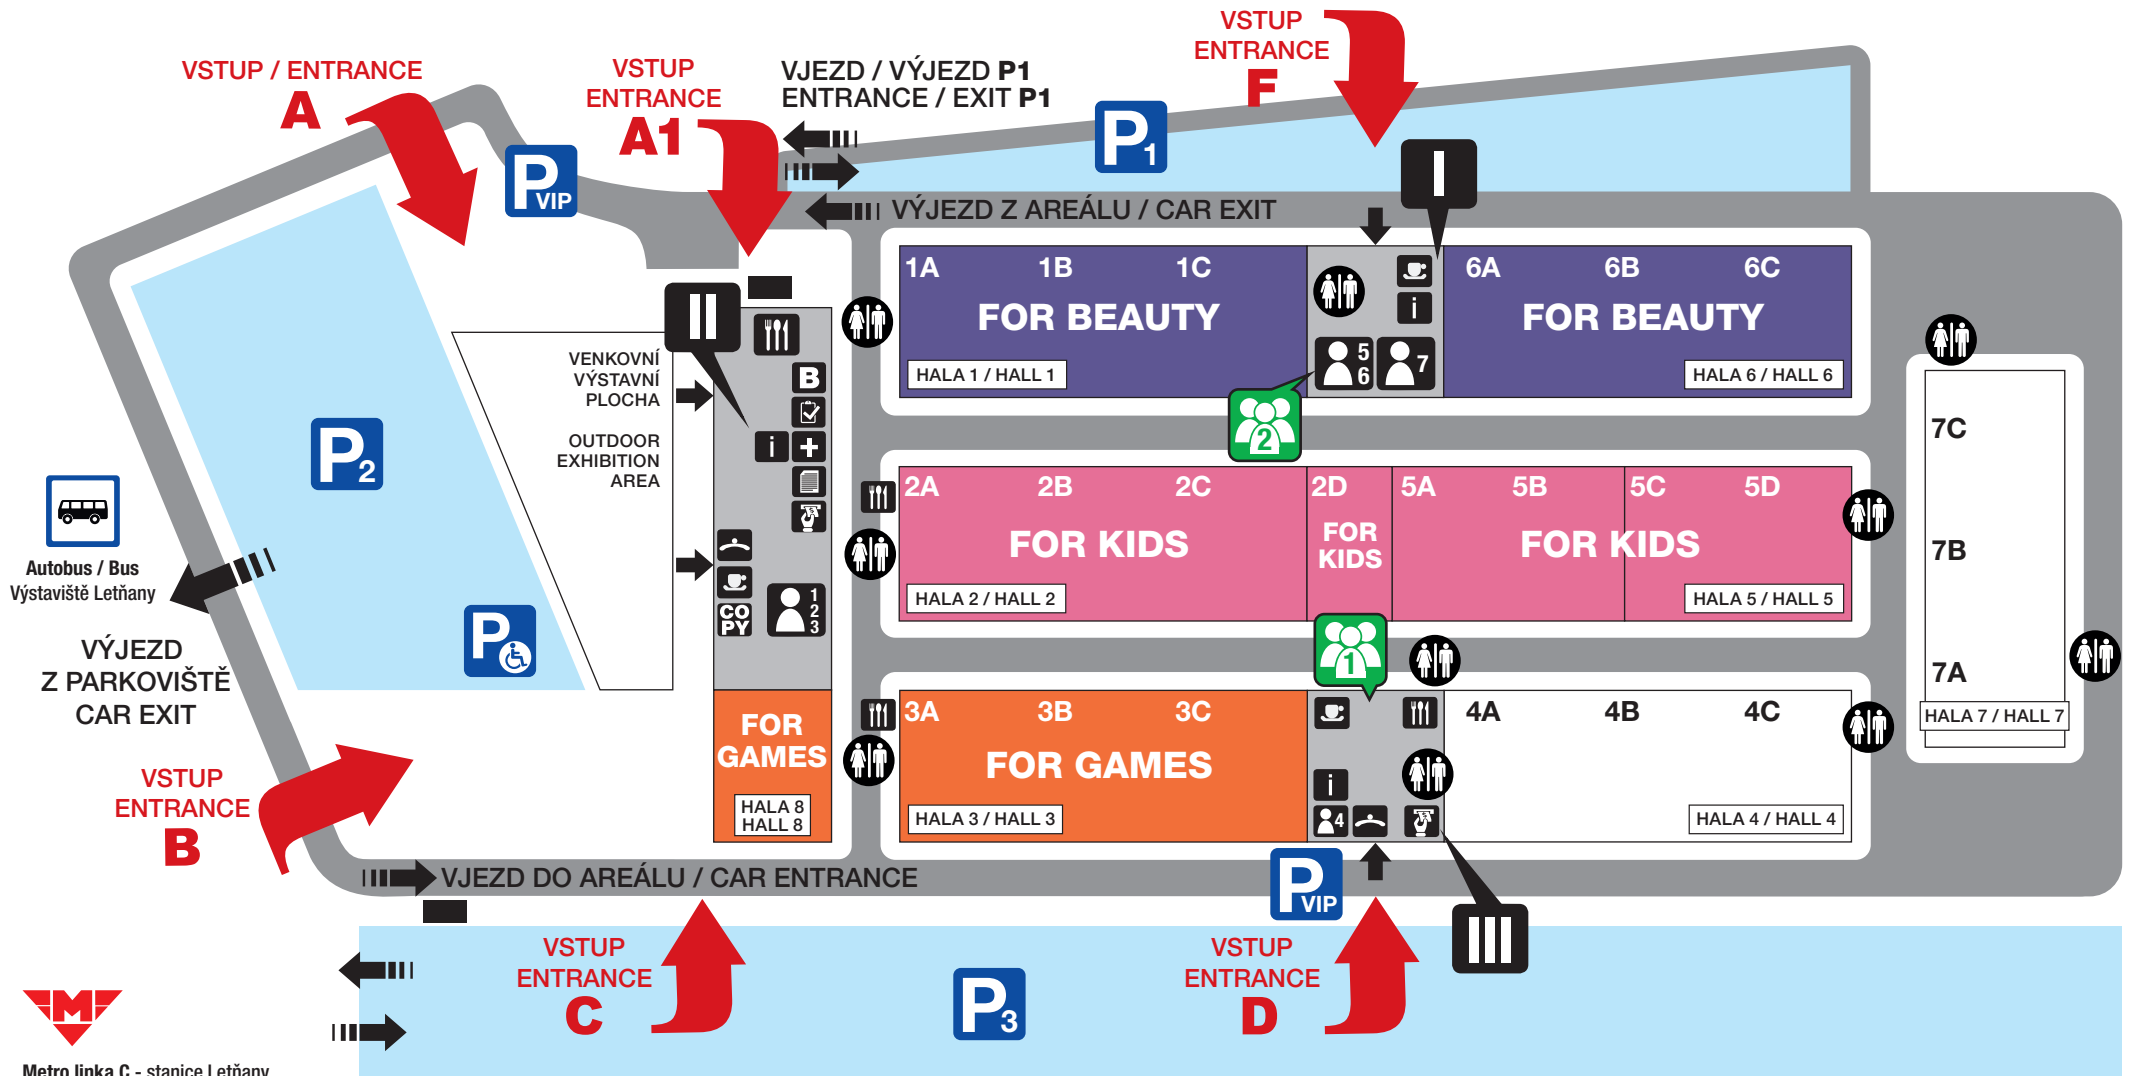 VSTUP / ENTRANCE
A
VSTUP
ENTRANCE
A1
VJEZD / VÝJEZD P1
ENTRANCE / EXIT P1
VSTUP
ENTRANCE
F
P1
P VIP
I
VÝJEZD Z AREÁLU / CAR EXIT
1A 1B 1C
FOR BEAUTY
HALA 1 / HALL 1
i
5
6
7
6A 6B 6C
FOR BEAUTY
HALA 6 / HALL 6
II
VENKOVNÍ
VÝSTAVNÍ
PLOCHA
OUTDOOR
EXHIBITION
AREA
B
i
CO
PY
1
2
3
P2
P
2
2A 2B 2C
FOR KIDS
HALA 2 / HALL 2
2D
FOR
KIDS
5A 5B 5C 5D
FOR KIDS
HALA 5 / HALL 5
7C
7B
7A
HALA 7 / HALL 7
Autobus / Bus
Výstaviště Letňany
VÝJEZD
Z PARKOVIŠTĚ
CAR EXIT
1
FOR
GAMES
HALA 8
HALL 8
3A 3B 3C
FOR GAMES
HALA 3 / HALL 3
i
4
4A 4B 4C
HALA 4 / HALL 4
VSTUP
ENTRANCE
B
VJEZD DO AREÁLU / CAR ENTRANCE
P VIP
III
VSTUP
ENTRANCE
C
P3
VSTUP
ENTRANCE
D
M
Metro linka C - stanice Letňany